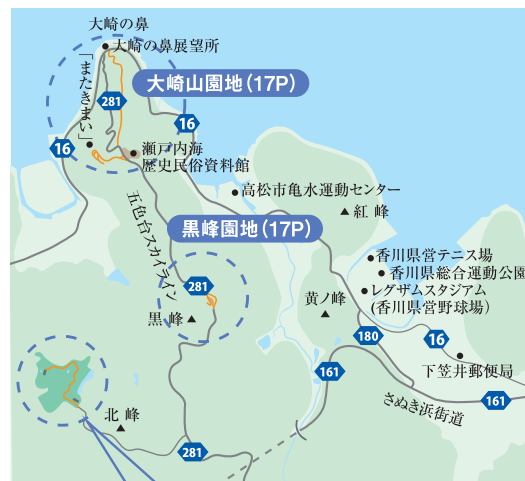 大崎の鼻
大崎の鼻展望所
「またきまい」
281
大崎山園地(17P)
16
16
瀬戸内海
歴史民俗資料館
高松市亀水運動センター
紅峰
五色台スカイライン
黒峰園地(17P)
香川県営テニス場
香川県総合運動公園
レグザムスタジアム
(香川県営野球場)
281
黄ノ峰
黒峰
180
16
下笠井郵便局
161
さぬき浜街道
161
北峰
281